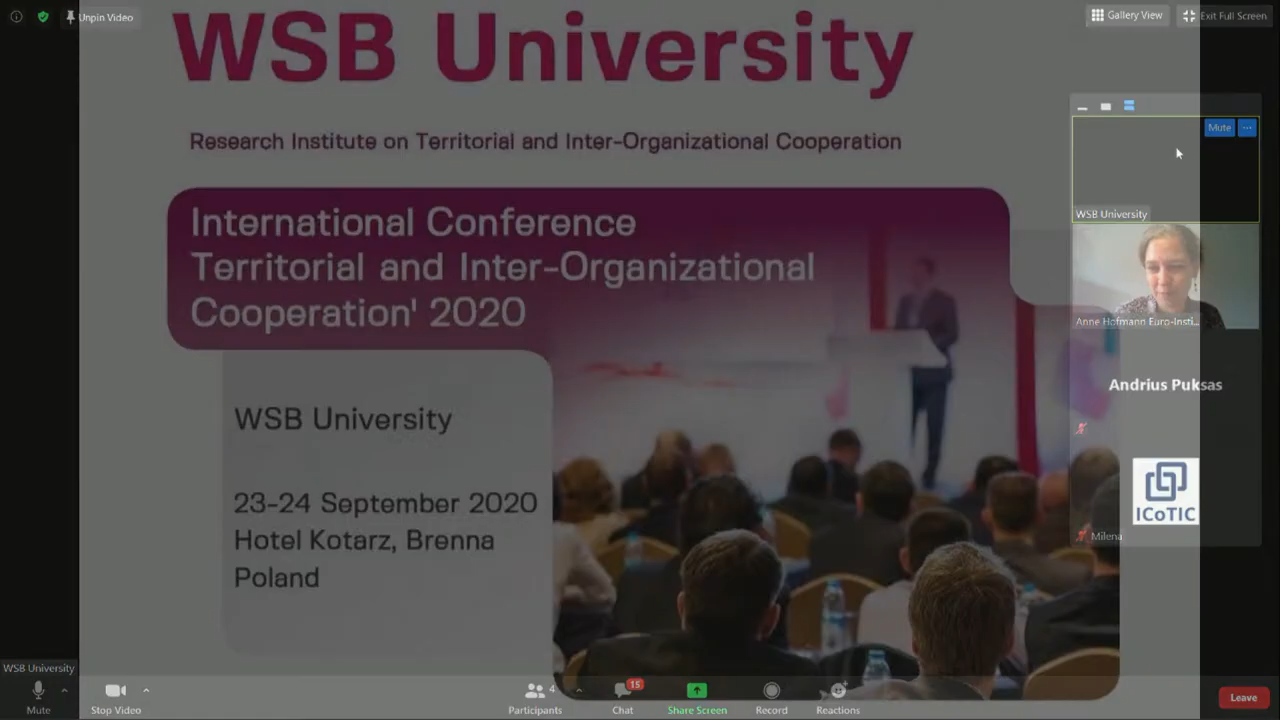 Unpin Video
Gallery View
Exit Full Screen
WSB University
Research Institute on Territorial and Inter-Organizational Cooperation
International Conference
Territorial and Inter-Organizational
Cooperation' 2020
WSB University
23-24 September 2020
Hotel Kotarz, Brenna
Poland
Mute
WSB University
Anne Hofmann Euro-Insti...
Andrius Puksas
ICoTIC
Milena
WSB University
Mute
Stop Video
4
Participants
15
Chat
Share Screen
Record
Reactions
Leave